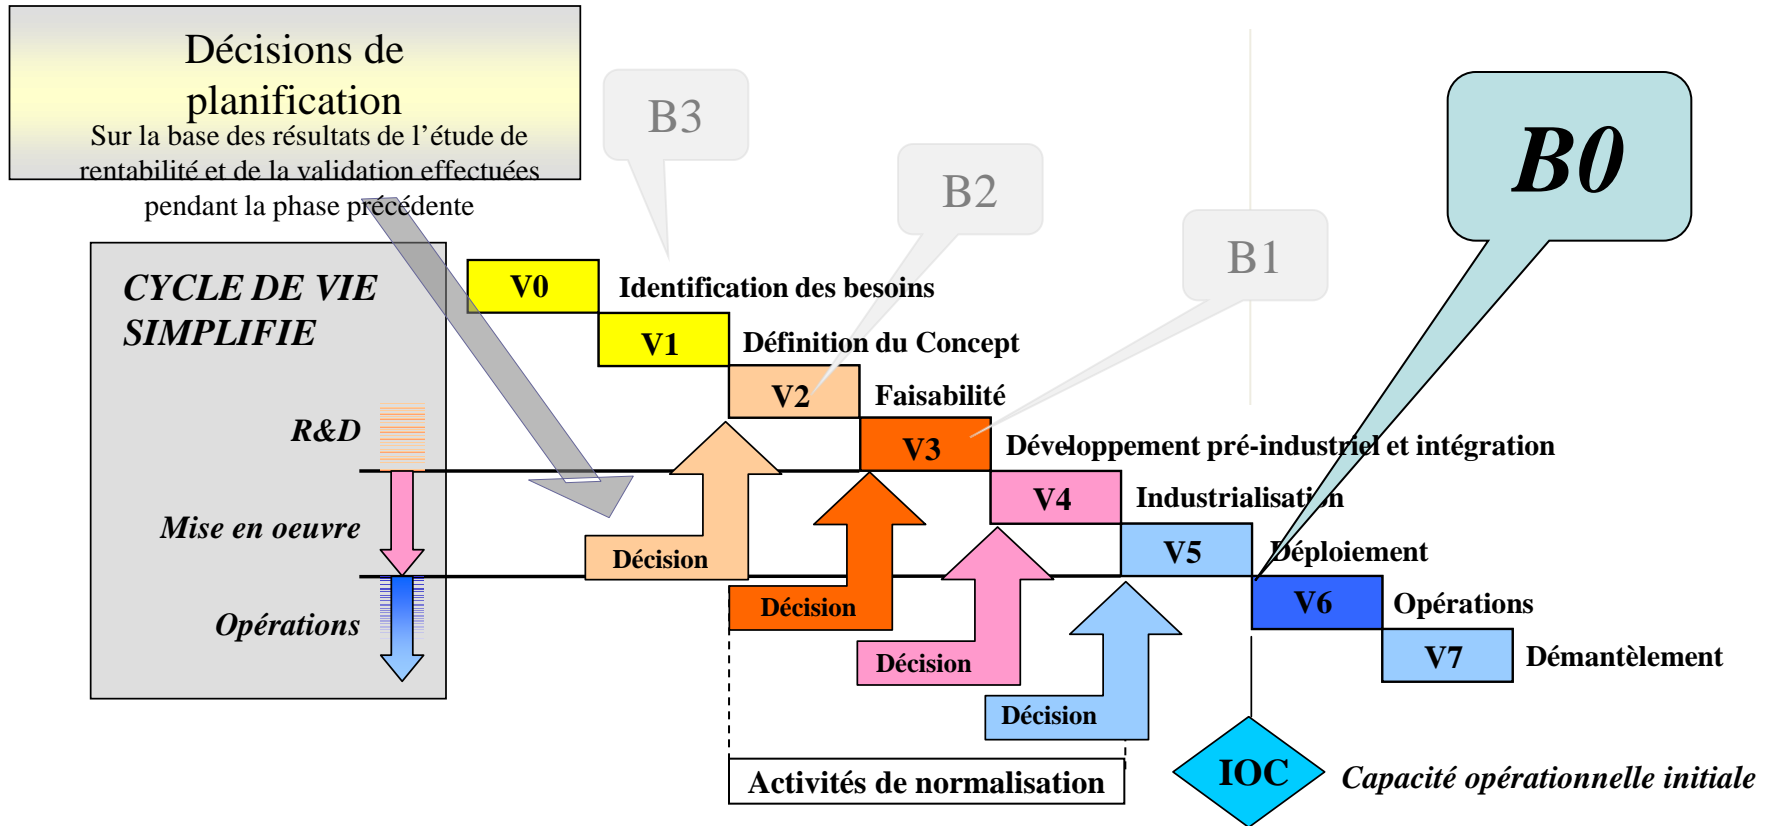 Décisions de
planification
Sur la base des résultats de l’étude de
rentabilité et de la validation effectuées
pendant la phase précédente
B3
B2
B1
B0
CYCLE DE VIE
SIMPLIFIE
R&D
Mise en oeuvre
Opérations
V0 Identification des besoins
V1 Définition du Concept
V2 Faisabilité
V3 Développement pré-industriel et intégration
V4 Industrialisation
V5 Déploiement
V6 Opérations
V7 Démantèlement
Décision
Décision
Décision
Décision
Activités de normalisation
IOC Capacité opérationnelle initiale